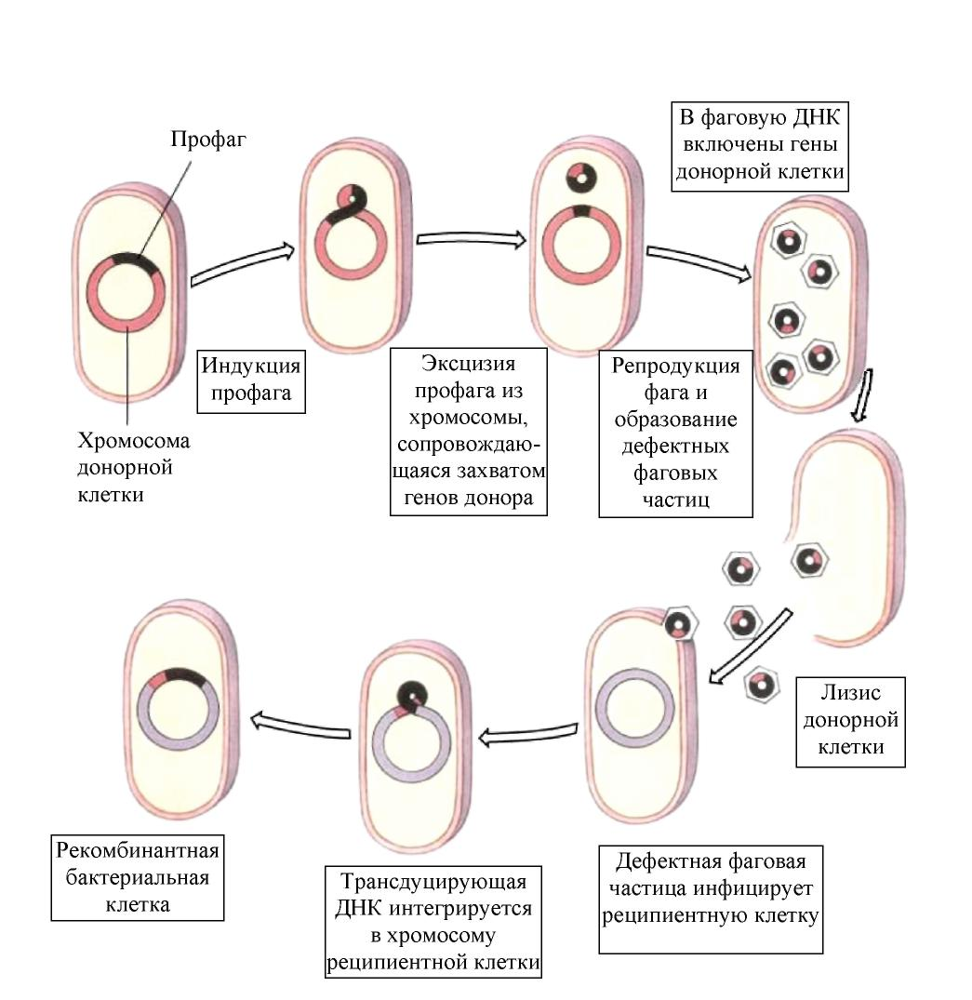 Профаг
В фаговую ДНК
включены гены
донорной клетки
Индукция
профага
Эксцизия
профага из
хромосомы,
сопровождаю-
щаяся захватом
генов донора
Репродукция
фага и
образование
дефектных
фаговых
частиц
Хромосома
донорной
клетки
Лизис
донорной
клетки
Дефектная фаговая
частица инфицирует
реципиентную клетку
Трансдуцирующая
ДНК интегрируется
в хромосому
реципиентной клетки
Рекомбинантная
бактериальная
клетка